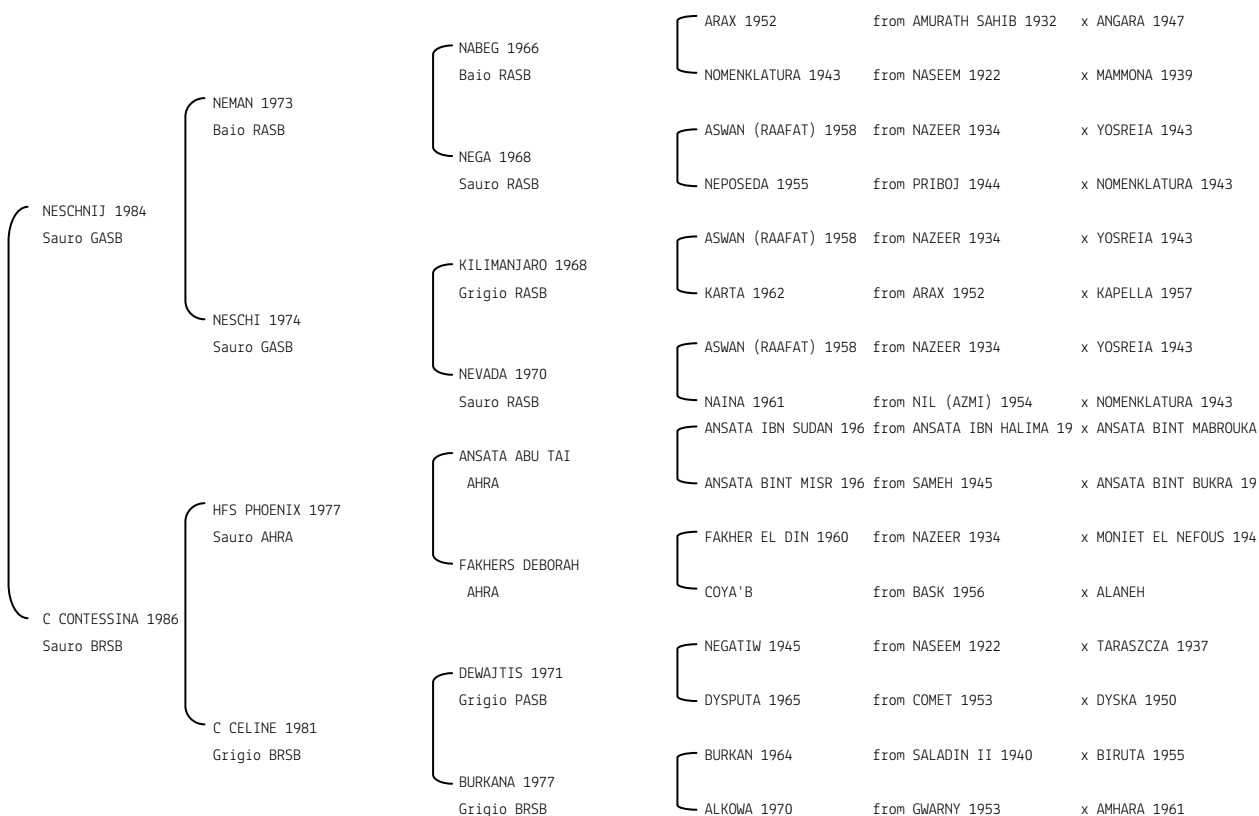 ARAX 1952 from AMURATH SAHIB 1932 x ANGARA 1947
NABEG 1966
Baio RASB
NOMENKLATURA 1943 from NASEEM 1922 x MAMMONA 1939
NEMAN 1973
Baio RASB
ASWAN (RAAFAT) 1958 from NAZEER 1934 x YOSREIA 1943
NEGA 1968
Sauro RASB
NEPOSEDA 1955 from PRIBOJ 1944 x NOMENKLATURA 1943
NESCHNIJ 1984
Sauro GASB
ASWAN (RAAFAT) 1958 from NAZEER 1934 x YOSREIA 1943
KILIMANJARO 1968
Grigio RASB
KARTA 1962 from ARAX 1952 x KAPELLA 1957
NESCHI 1974
Sauro GASB
ASWAN (RAAFAT) 1958 from NAZEER 1934 x YOSREIA 1943
NEVADA 1970
Sauro RASB
NAINA 1961 from NIL (AZMI) 1954 x NOMENKLATURA 1943
ANSATA IBN SUDAN 196 from ANSATA IBN HALIMA 19 x ANSATA BINT MABROUKA
ANSATA ABU TAI
AHRA
ANSATA BINT MISR 196 from SAMEH 1945 x ANSATA BINT BUKRA 19
HFS PHOENIX 1977
Sauro AHRA
FAKHER EL DIN 1960 from NAZEER 1934 x MONIET EL NEFOUS 194
FAKHERS DEBORAH
AHRA
COYA'B from BASK 1956 x ALANEH
C CONTESSINA 1986
Sauro BRSB
NEGATIW 1945 from NASEEM 1922 x TARASZCZA 1937
DEWAJTIS 1971
Grigio PASB
DYSPUTA 1965 from COMET 1953 x DYSKA 1950
C CELINE 1981
Grigio BRSB
BURKAN 1964 from SALADIN II 1940 x BIRUTA 1955
BURKANA 1977
Grigio BRSB
ALKOWA 1970 from GWARNY 1953 x AMHARA 1961